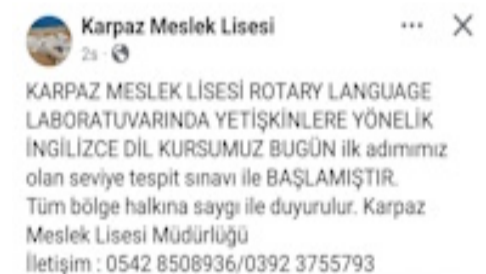 Karpaz Meslek Lisesi
2s ·
KARPAZ MESLEK LİSESİ ROTARY LANGUAGE
LABORATUVARINDA YETİŞKİNLERE YÖNELİK
İNGİLİZCE DİL KURSUMUZ BUGÜN ilk adımımız
olan seviye tespit sınavı ile BAŞLAMIŞTIR.
Tüm bölge halkına saygı ile duyurulur. Karpaz
Meslek Lisesi Müdürlüğü
İletişim : 0542 8508936/0392 3755793